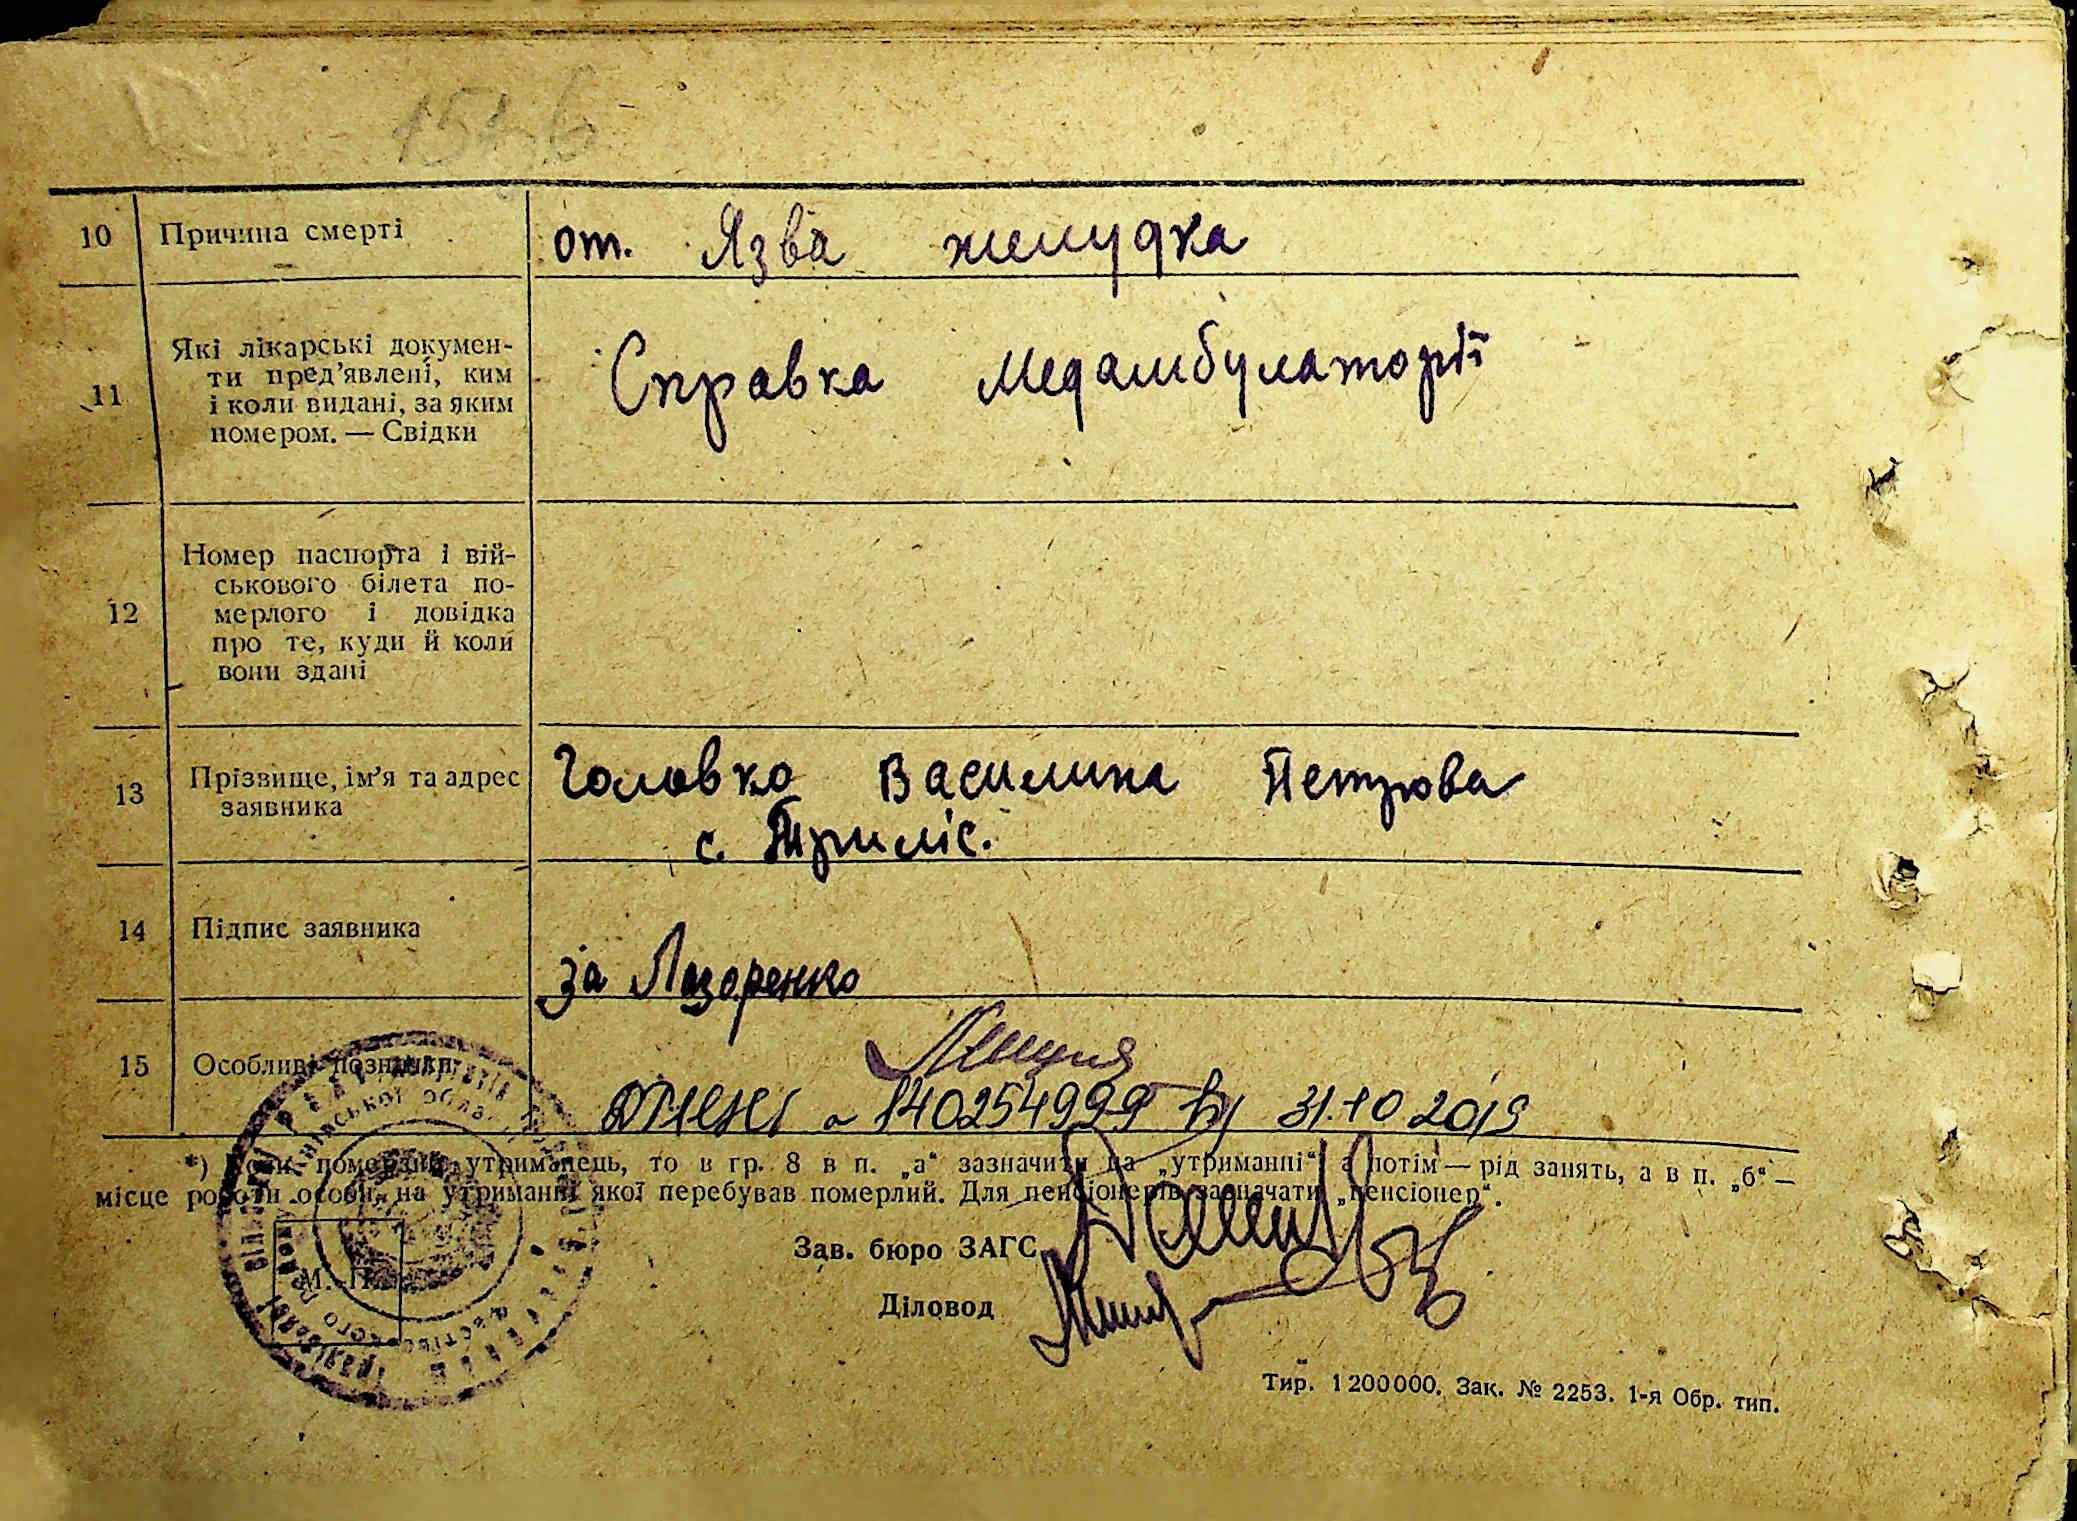 10 Причина смерті от. Язва желудка
11 Які лікарські докумен-
ти пред’явлені, ким
і коли видані, за яким
номером. — Свідки
Справка Медамбулаторії
12 Номер паспорта і вій-
ськового білета по-
мерлого і довідка
про те, куди й коли
вони здані
13 Прізвище, ім’я та адрес
заявника
Головко Василина Петрова
с. Триліс.
14 Підпис заявника
за Лазоренко
15 Особливі позначки
140254999 31.10 2019
*) Коли померлий утриманець, то в гр. 8 в п. „а“ зазначити на „утриманні“, а потім — рід занять, а в п. „б“ —
місце роботи особи, на утриманні якої перебував померлий. Для пенсіонерів зазначати „пенсіонер“.
Зав. бюро ЗАГС
М. П.
Діловод
Тир. 1200000. Зак. № 2253. 1-я Обр. тип.